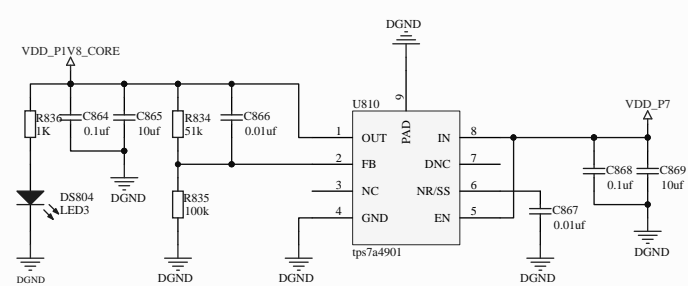 DGND
VDD_P1V8_CORE
VDD_P7
U810
9
PAD
R836
1K
C864
0.1uf
C865
10uf
R834
51k
C866
0.01uf
1
OUT
IN
8
2
FB
DNC
7
3
NC
NR/SS
6
4
GND
EN
5
C868
0.1uf
C869
10uf
DS804
LED3
DGND
R835
100k
C867
0.01uf
DGND
tps7a4901
DGND
DGND
DGND
DGND